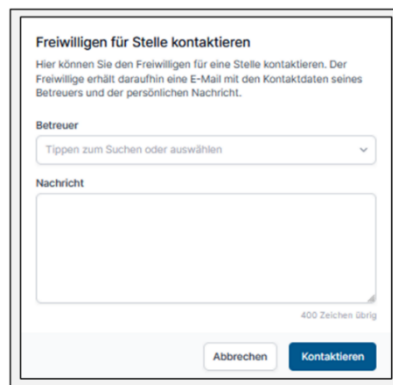 Freiwilligen für Stelle kontaktieren
Hier können Sie den Freiwilligen für eine Stelle kontaktieren. Der
Freiwillige erhält daraufhin eine E-Mail mit den Kontaktdaten seines
Betreuers und der persönlichen Nachricht.
Betreuer
Tippen zum Suchen oder auswählen
Nachricht
400 Zeichen übrig
Abbrechen
Kontaktieren